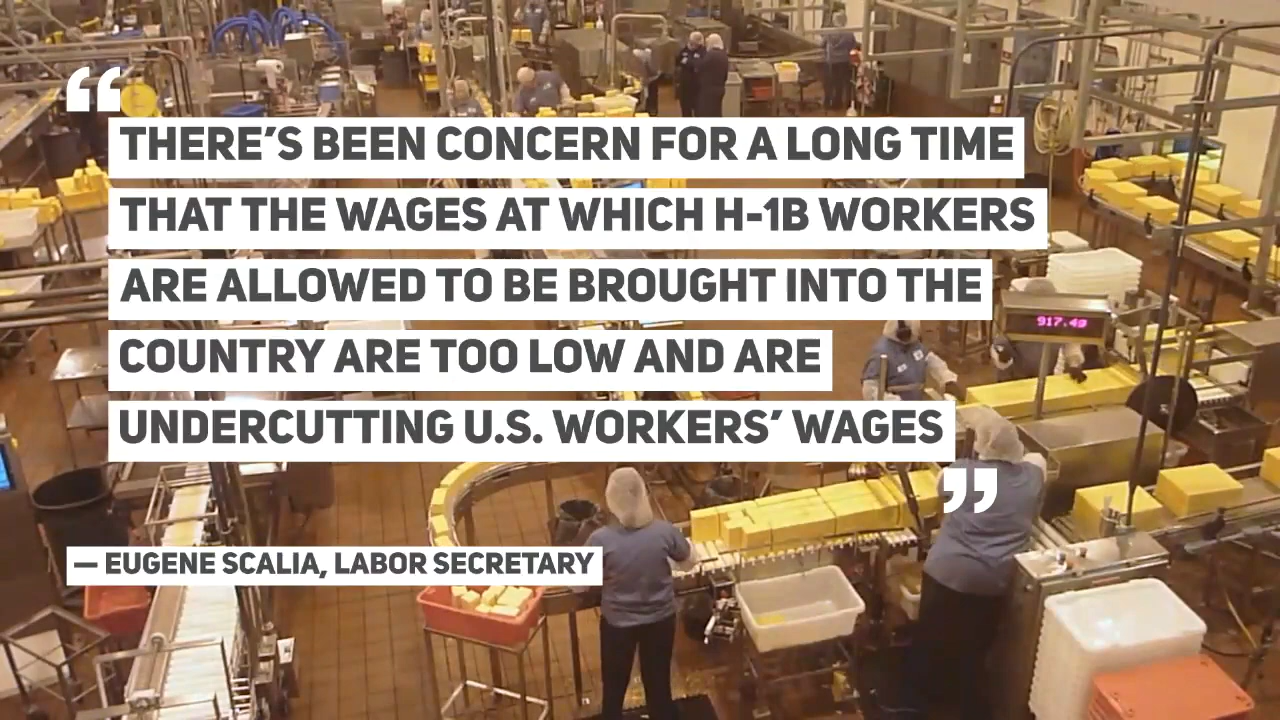 “
THERE’S BEEN CONCERN FOR A LONG TIME
THAT THE WAGES AT WHICH H-1B WORKERS
ARE ALLOWED TO BE BROUGHT INTO THE
COUNTRY ARE TOO LOW AND ARE
UNDERCUTTING U.S. WORKERS’ WAGES
”
— EUGENE SCALIA, LABOR SECRETARY
917.40